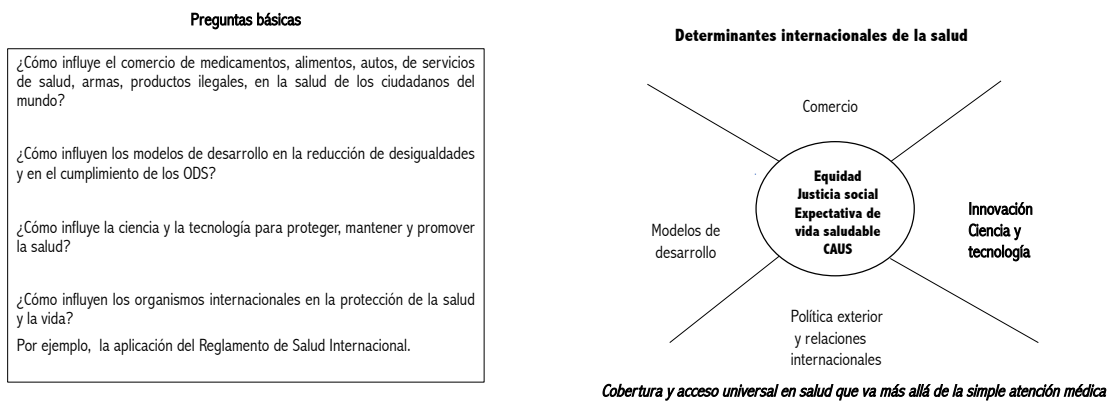 Preguntas básicas
¿Cómo influye el comercio de medicamentos, alimentos, autos, de servicios
de salud, armas, productos ilegales, en la salud de los ciudadanos del
mundo?
¿Cómo influyen los modelos de desarrollo en la reducción de desigualdades
y en el cumplimiento de los ODS?
¿Cómo influye la ciencia y la tecnología para proteger, mantener y promover
la salud?
¿Cómo influyen los organismos internacionales en la protección de la salud
y la vida?
Por ejemplo, la aplicación del Reglamento de Salud Internacional.
Determinantes internacionales de la salud
Comercio
Equidad
Justicia social
Expectativa de
vida saludable
CAUS
Modelos de
desarrollo
Innovación
Ciencia y
tecnología
Política exterior
y relaciones
internacionales
Cobertura y acceso universal en salud que va más allá de la simple atención médica